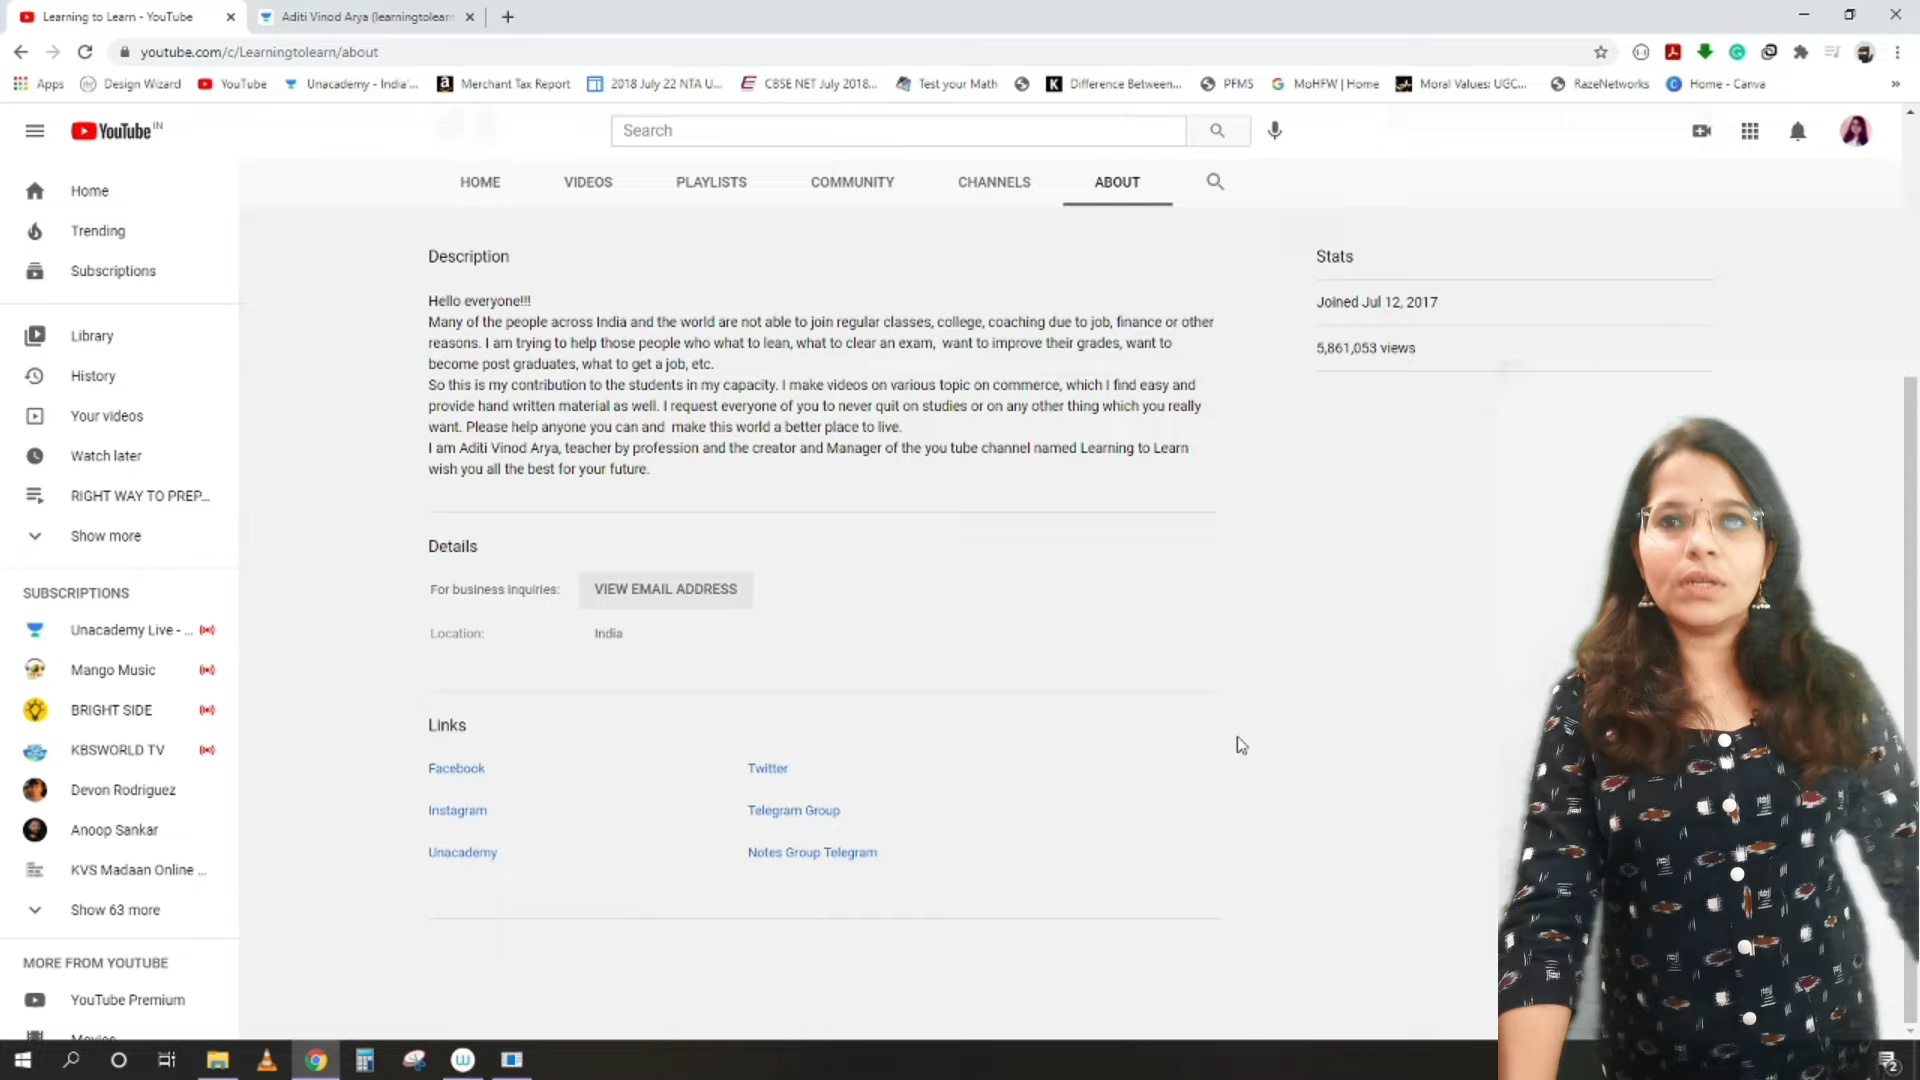 Learning to Learn - YouTube
Aditi Vinod Arya (learningtolearn
youtube.com/c/Learningtolearn/about
Apps
Design Wizard
YouTube
Unacademy - India'...
Merchant Tax Report
2018 July 22 NTA U...
CBSE NET July 2018...
Test your Math
Difference Between...
PFMS
MoHFW | Home
Moral Values: UGC...
RazeNetworks
Home - Canva
YouTube IN
Search
HOME
VIDEOS
PLAYLISTS
COMMUNITY
CHANNELS
ABOUT
Home
Trending
Subscriptions
Library
History
Your videos
Watch later
RIGHT WAY TO PREP...
Show more
SUBSCRIPTIONS
Unacademy Live - ...
Mango Music
BRIGHT SIDE
KBSWORLD TV
Devon Rodriguez
Anoop Sankar
KVS Madaan Online ...
Show 63 more
MORE FROM YOUTUBE
YouTube Premium
Movies
Description
Hello everyone!!!
Many of the people across India and the world are not able to join regular classes, college, coaching due to job, finance or other
reasons. I am trying to help those people who what to lean, what to clear an exam, want to improve their grades, want to
become post graduates, what to get a job, etc.
So this is my contribution to the students in my capacity. I make videos on various topic on commerce, which I find easy and
provide hand written material as well. I request everyone of you to never quit on studies or on any other thing which you really
want. Please help anyone you can and make this world a better place to live.
I am Aditi Vinod Arya, teacher by profession and the creator and Manager of the you tube channel named Learning to Learn
wish you all the best for your future.
Details
For business inquiries:
VIEW EMAIL ADDRESS
Location:
India
Links
Facebook
Twitter
Instagram
Telegram Group
Unacademy
Notes Group Telegram
Stats
Joined Jul 12, 2017
5,861,053 views
2